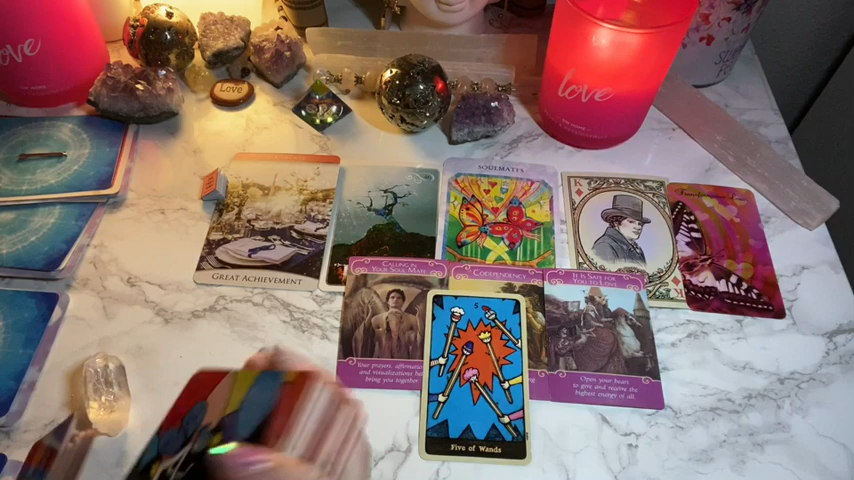 love
Love
love
GREAT ACHIEVEMENT
SOULMATES
K
CALLING IN
YOUR SOUL MATE
Your prayers, affirmations
and visualizations
bring you together
CODEPENDENCY
IT IS SAFE FOR
YOU TO LOVE
Open your heart
to give and receive the
highest energy of all.
5
Five of Wands